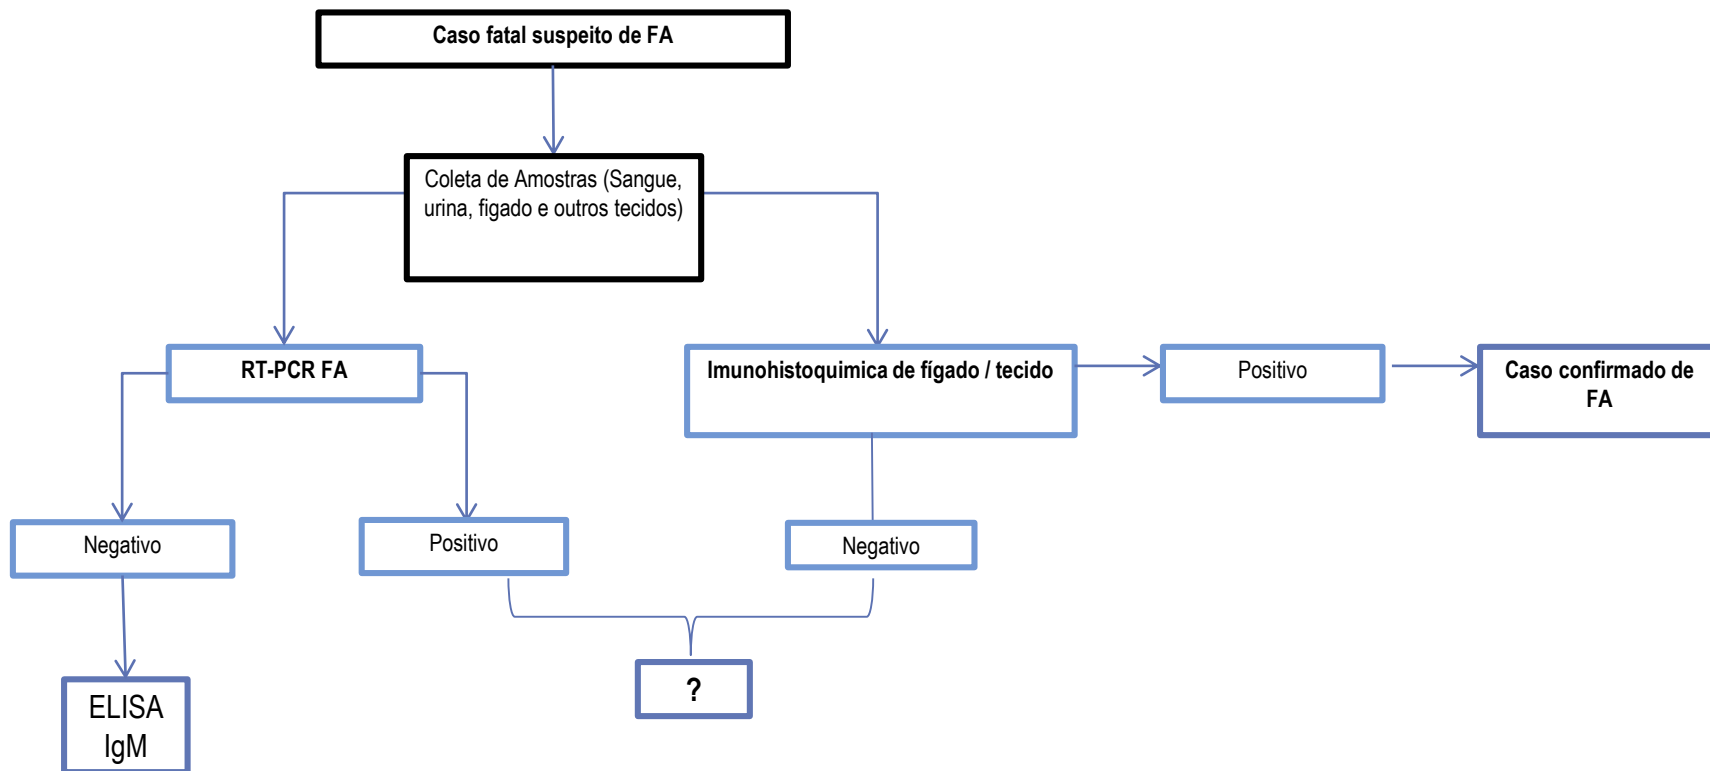 Caso fatal suspeito de FA
Coleta de Amostras (Sangue,
urina, figado e outros tecidos)
RT-PCR FA
Imunohistoquimica de fígado / tecido
Positivo
Caso confirmado de
FA
Negativo
Positivo
Negativo
?
ELISA
IgM